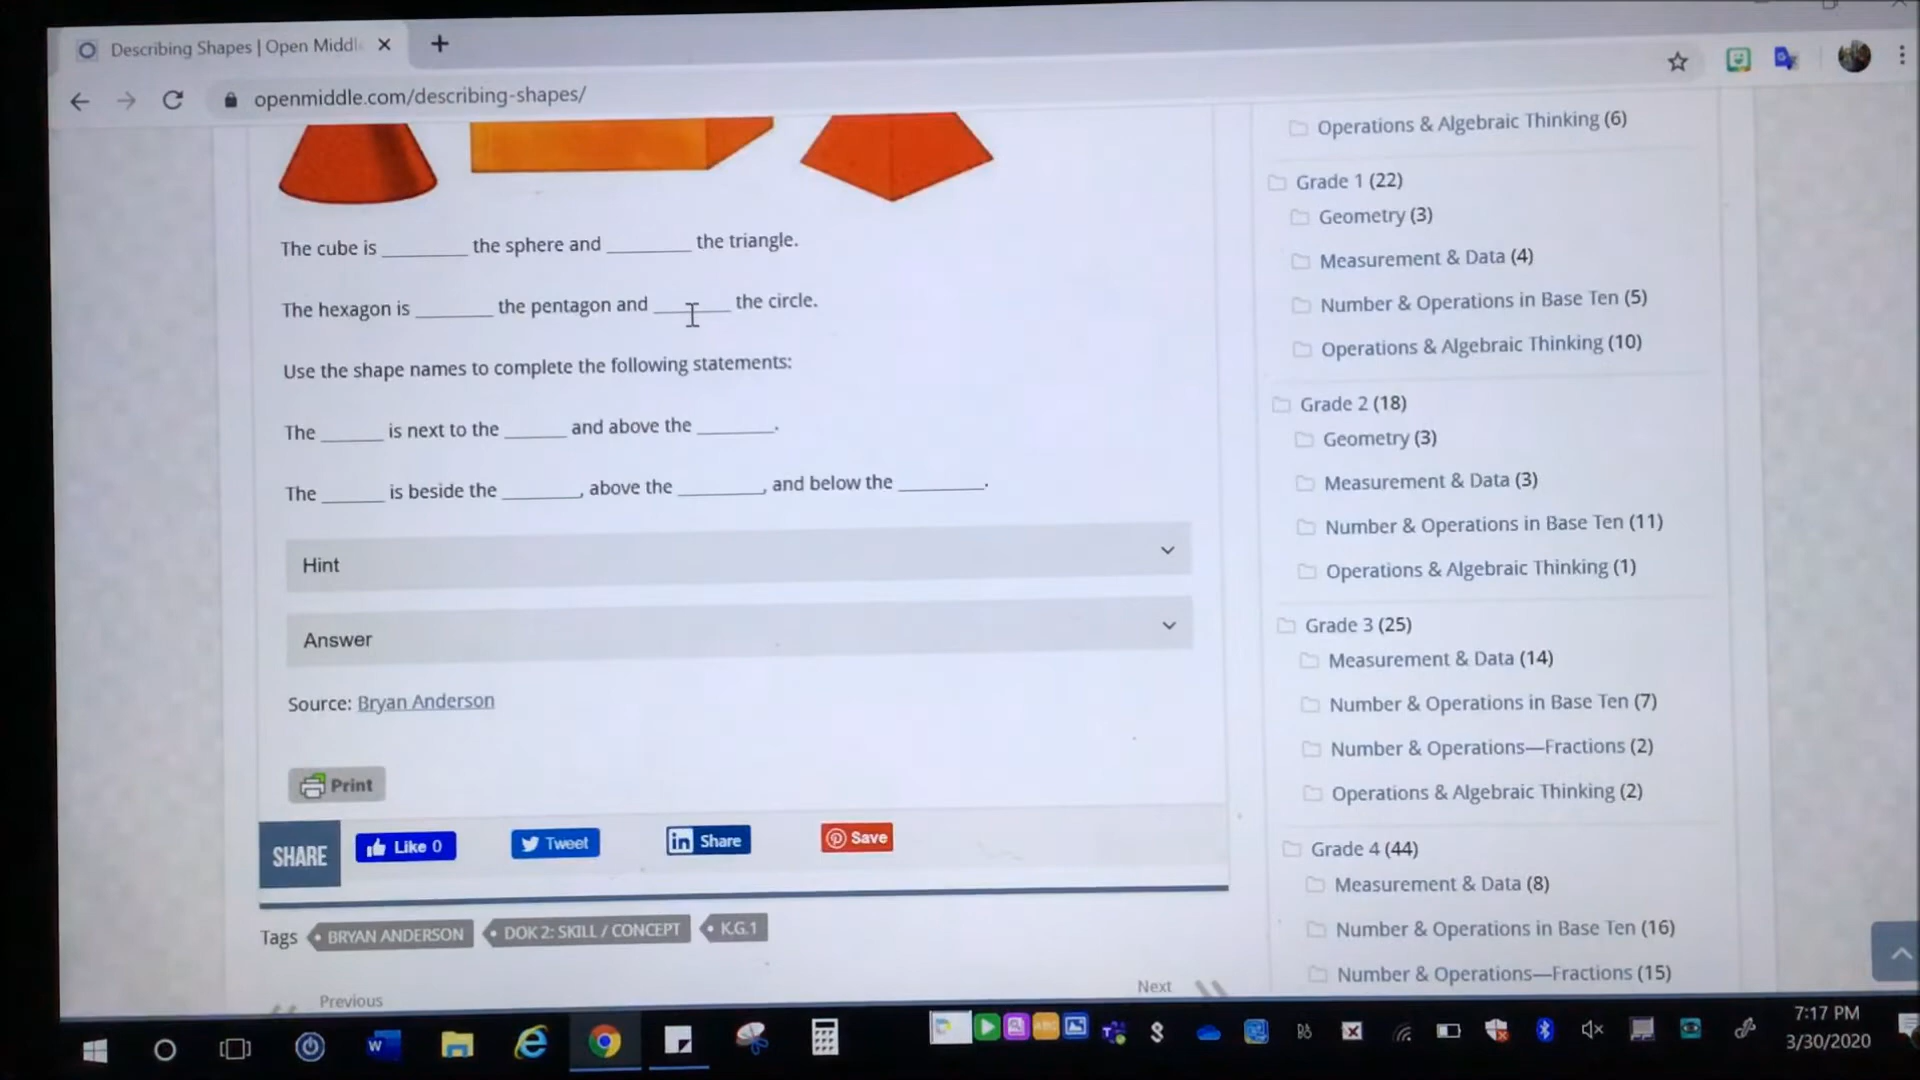 Describing Shapes | Open Middl
openmiddle.com/describing-shapes/
The cube is ________ the sphere and ________ the triangle.
The hexagon is ________ the pentagon and ________ the circle.
Use the shape names to complete the following statements:
The ______ is next to the ______ and above the ________.
The ______ is beside the ________, above the ________, and below the ________.
Hint
Answer
Source: Bryan Anderson
Print
SHARE
Like 0
Tweet
in Share
Save
Tags
BRYAN ANDERSON
DOK 2: SKILL / CONCEPT
K.G.1
Previous
Next
Operations & Algebraic Thinking (6)
Grade 1 (22)
Geometry (3)
Measurement & Data (4)
Number & Operations in Base Ten (5)
Operations & Algebraic Thinking (10)
Grade 2 (18)
Geometry (3)
Measurement & Data (3)
Number & Operations in Base Ten (11)
Operations & Algebraic Thinking (1)
Grade 3 (25)
Measurement & Data (14)
Number & Operations in Base Ten (7)
Number & Operations—Fractions (2)
Operations & Algebraic Thinking (2)
Grade 4 (44)
Measurement & Data (8)
Number & Operations in Base Ten (16)
Number & Operations—Fractions (15)
7:17 PM
3/30/2020